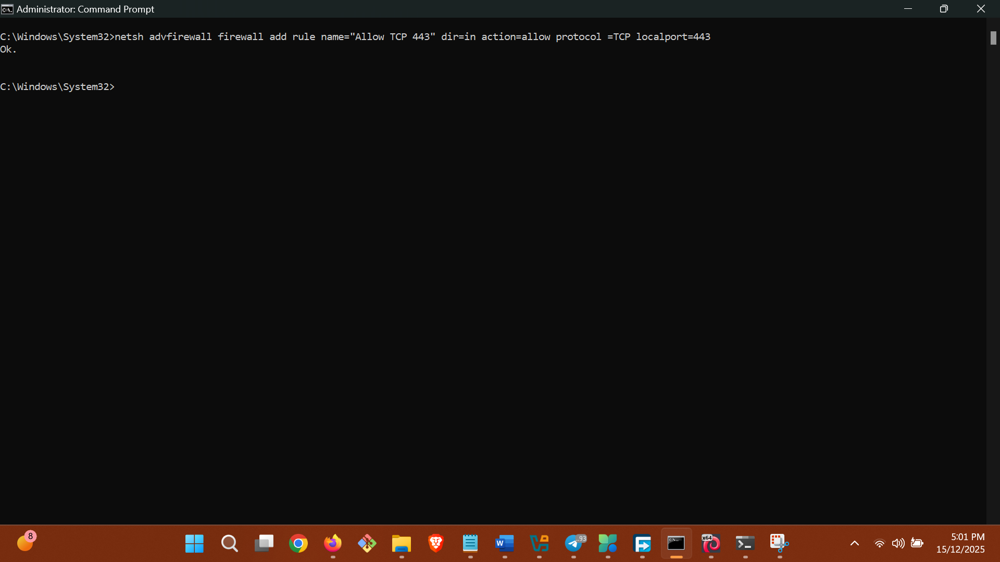 Administrator: Command Prompt
C:\Windows\System32>netsh advfirewall firewall add rule name="Allow TCP 443" dir=in action=allow protocol =TCP localport=443
Ok.
C:\Windows\System32>
8
W
..93
x64
5:01 PM
15/12/2025